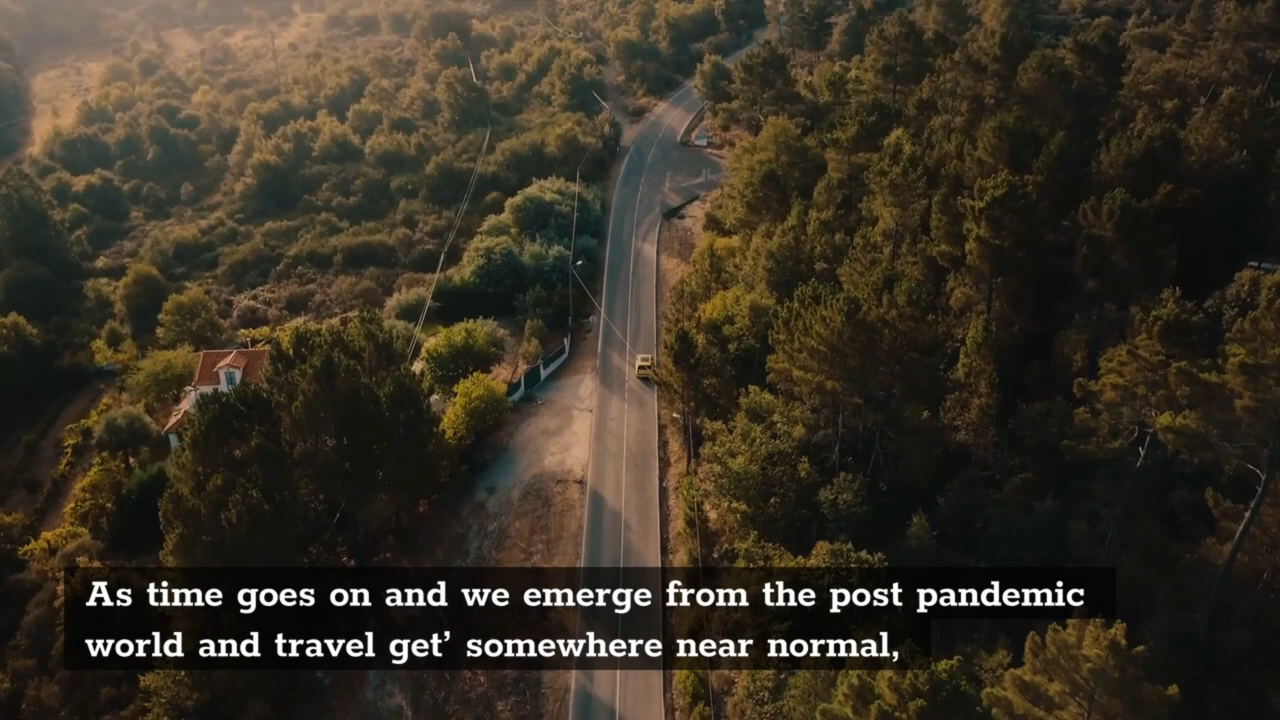 As time goes on and we emerge from the post pandemic
world and travel get’ somewhere near normal,